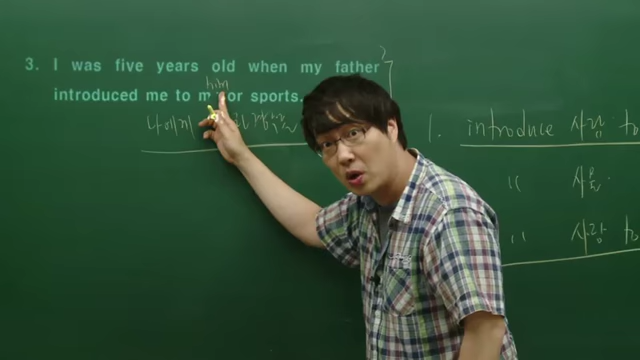 3. I was five years old when my father
him
introduced me to sports.
나에게
1. introduce 사람 to
〃 사물
〃 사람 to